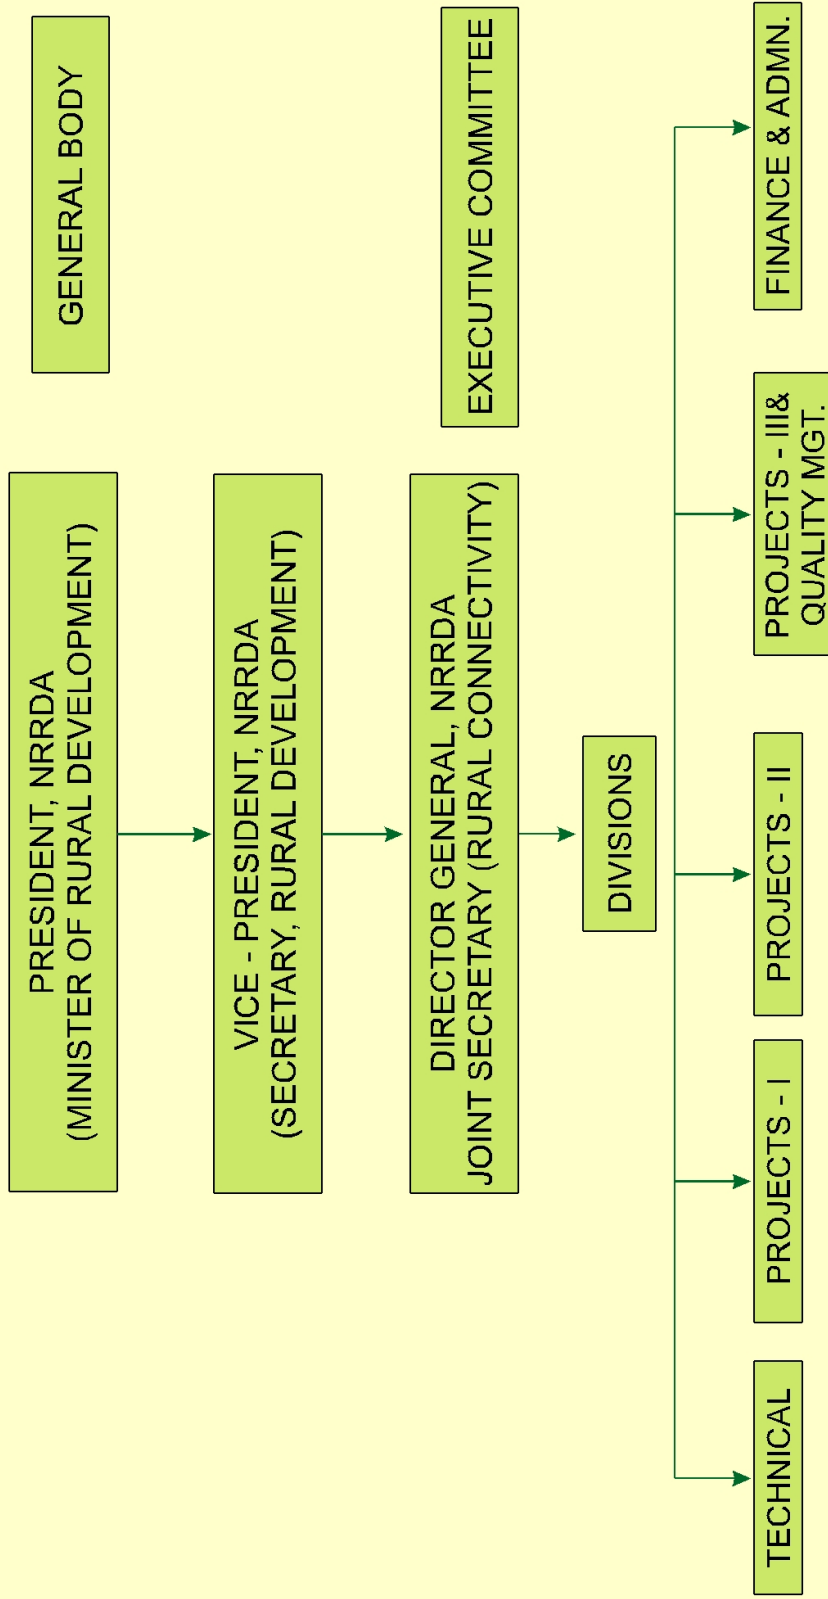 PRESIDENT, NRRDA
(MINISTER OF RURAL DEVELOPMENT)
GENERAL BODY
VICE - PRESIDENT, NRRDA
(SECRETARY, RURAL DEVELOPMENT)
DIRECTOR GENERAL, NRRDA
JOINT SECRETARY (RURAL CONNECTIVITY)
EXECUTIVE COMMITTEE
DIVISIONS
TECHNICAL
PROJECTS - I
PROJECTS - II
PROJECTS - III&
QUALITY MGT.
FINANCE & ADMN.